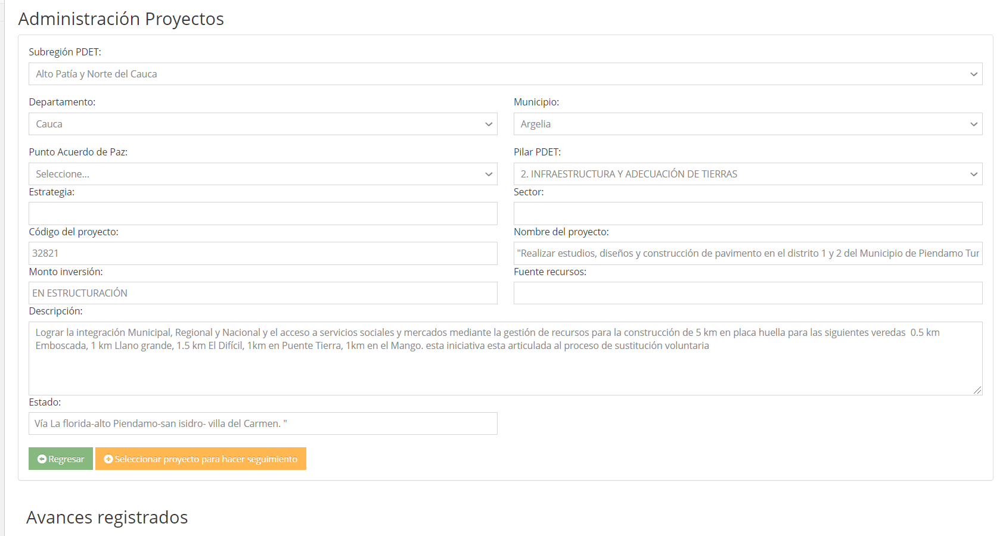 Administración Proyectos
Subregión PDET:
Alto Patía y Norte del Cauca
Departamento:
Municipio:
Cauca
Argelia
Punto Acuerdo de Paz:
Pilar PDET:
Seleccione...
2. INFRAESTRUCTURA Y ADECUACIÓN DE TIERRAS
Estrategia:
Sector:
Código del proyecto:
Nombre del proyecto:
32821
"Realizar estudios, diseños y construcción de pavimento en el distrito 1 y 2 del Municipio de Piendamo Tur
Monto inversión:
Fuente recursos:
EN ESTRUCTURACIÓN
Descripción:
Lograr la integración Municipal, Regional y Nacional y el acceso a servicios sociales y mercados mediante la gestión de recursos para la construcción de 5 km en placa huella para las siguientes veredas  0.5 km
Emboscada, 1 km Llano grande, 1.5 km El Difícil, 1km en Puente Tierra, 1km en el Mango. esta iniciativa esta articulada al proceso de sustitución voluntaria
Estado:
Vía La florida-alto Piendamo-san isidro- villa del Carmen. "
Regresar
Seleccionar proyecto para hacer seguimiento
Avances registrados